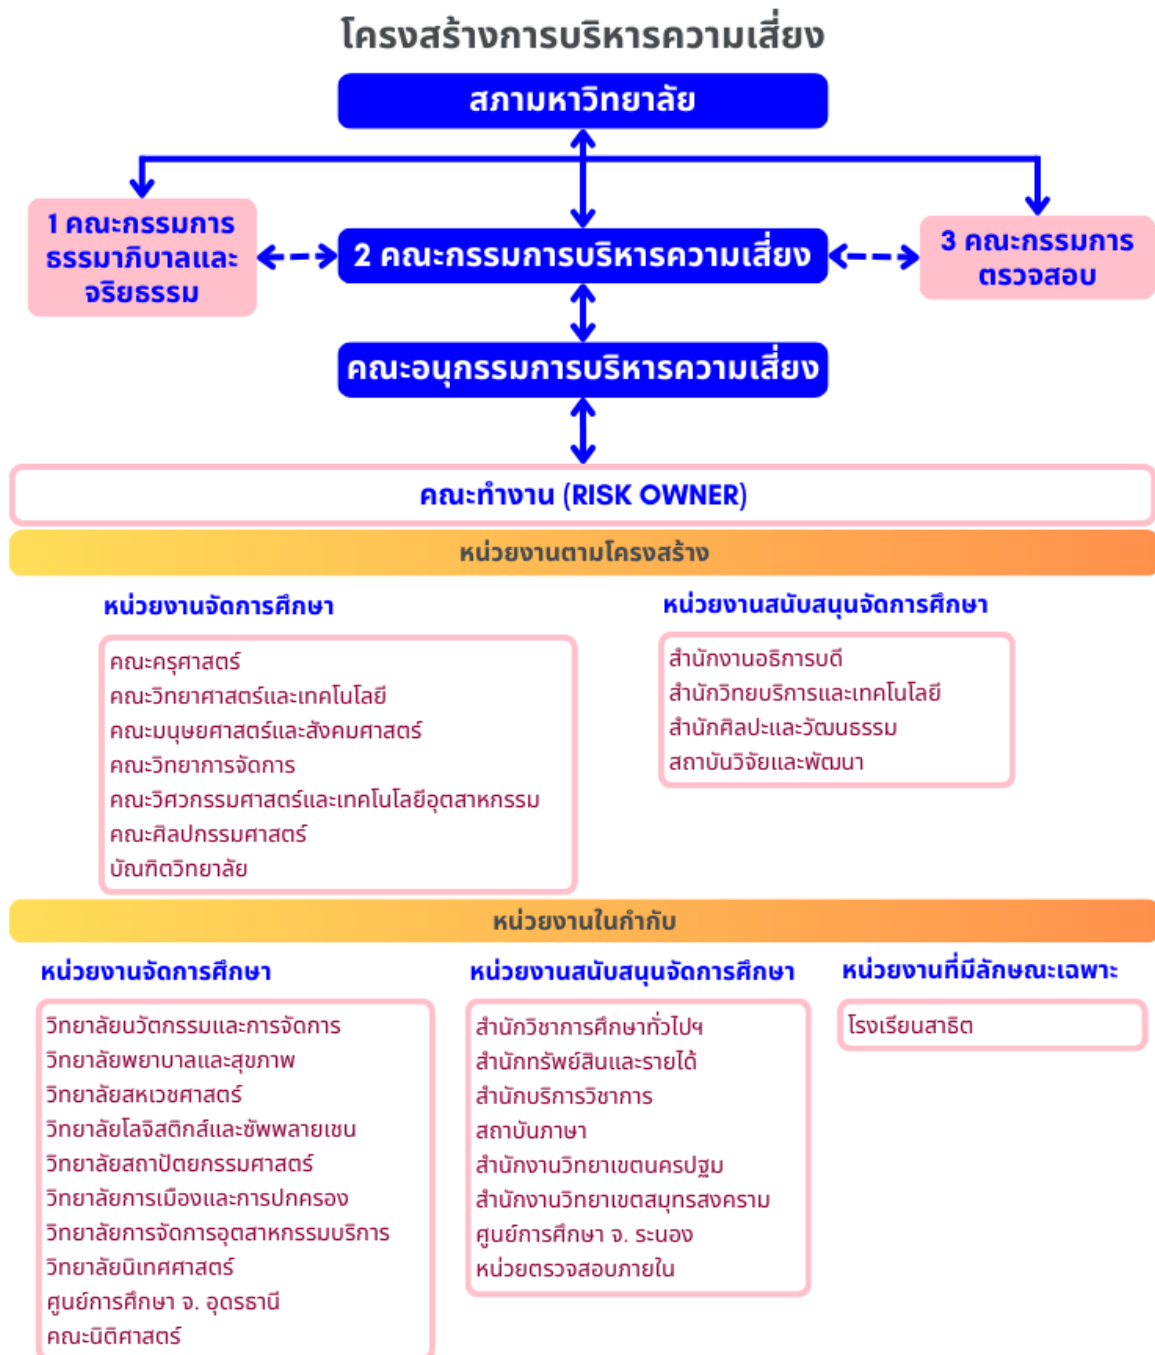 โครงสร้างการบริหารความเสี่ยง
สภามหาวิทยาลัย
1 คณะกรรมการ
ธรรมาภิบาลและ
จริยธรรม
2 คณะกรรมการบริหารความเสี่ยง
3 คณะกรรมการ
ตรวจสอบ
คณะอนุกรรมการบริหารความเสี่ยง
คณะทำงาน (RISK OWNER)
หน่วยงานตามโครงสร้าง
หน่วยงานจัดการศึกษา
คณะครุศาสตร์
คณะวิทยาศาสตร์และเทคโนโลยี
คณะมนุษยศาสตร์และสังคมศาสตร์
คณะวิทยาการจัดการ
คณะวิศวกรรมศาสตร์และเทคโนโลยีอุตสาหกรรม
คณะศิลปกรรมศาสตร์
บัณฑิตวิทยาลัย
หน่วยงานสนับสนุนจัดการศึกษา
สำนักงานอธิการบดี
สำนักวิทยบริการและเทคโนโลยี
สำนักศิลปะและวัฒนธรรม
สถาบันวิจัยและพัฒนา
หน่วยงานในกำกับ
หน่วยงานจัดการศึกษา
วิทยาลัยนวัตกรรมและการจัดการ
วิทยาลัยพยาบาลและสุขภาพ
วิทยาลัยสหเวชศาสตร์
วิทยาลัยโลจิสติกส์และซัพพลายเชน
วิทยาลัยสถาปัตยกรรมศาสตร์
วิทยาลัยการเมืองและการปกครอง
วิทยาลัยการจัดการอุตสาหกรรมบริการ
วิทยาลัยนิเทศศาสตร์
ศูนย์การศึกษา จ. อุดรธานี
คณะนิติศาสตร์
หน่วยงานสนับสนุนจัดการศึกษา
สำนักวิชาการศึกษาทั่วไปฯ
สำนักทรัพย์สินและรายได้
สำนักบริการวิชาการ
สถาบันภาษา
สำนักงานวิทยาเขตนครปฐม
สำนักงานวิทยาเขตสมุทรสงคราม
ศูนย์การศึกษา จ. ระนอง
หน่วยตรวจสอบภายใน
หน่วยงานที่มีลักษณะเฉพาะ
โรงเรียนสาธิต